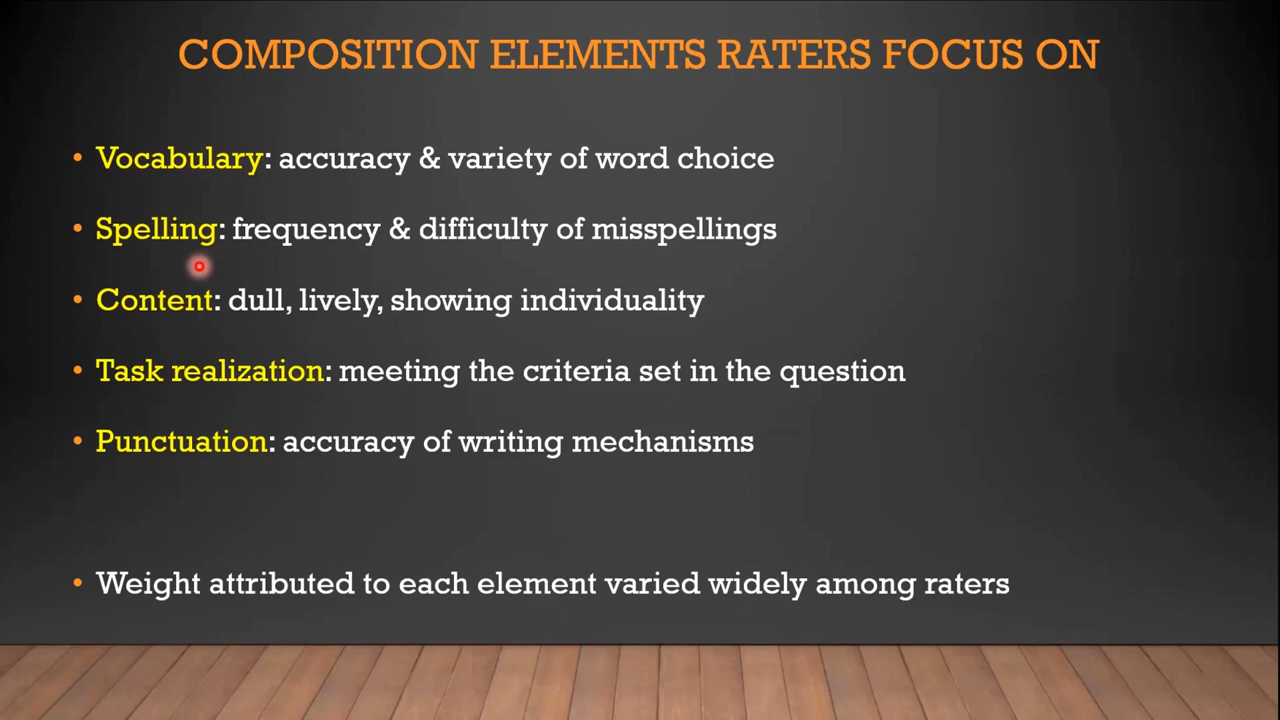 COMPOSITION ELEMENTS RATERS FOCUS ON
• Vocabulary: accuracy & variety of word choice
• Spelling: frequency & difficulty of misspellings
• Content: dull, lively, showing individuality
• Task realization: meeting the criteria set in the question
• Punctuation: accuracy of writing mechanisms
• Weight attributed to each element varied widely among raters